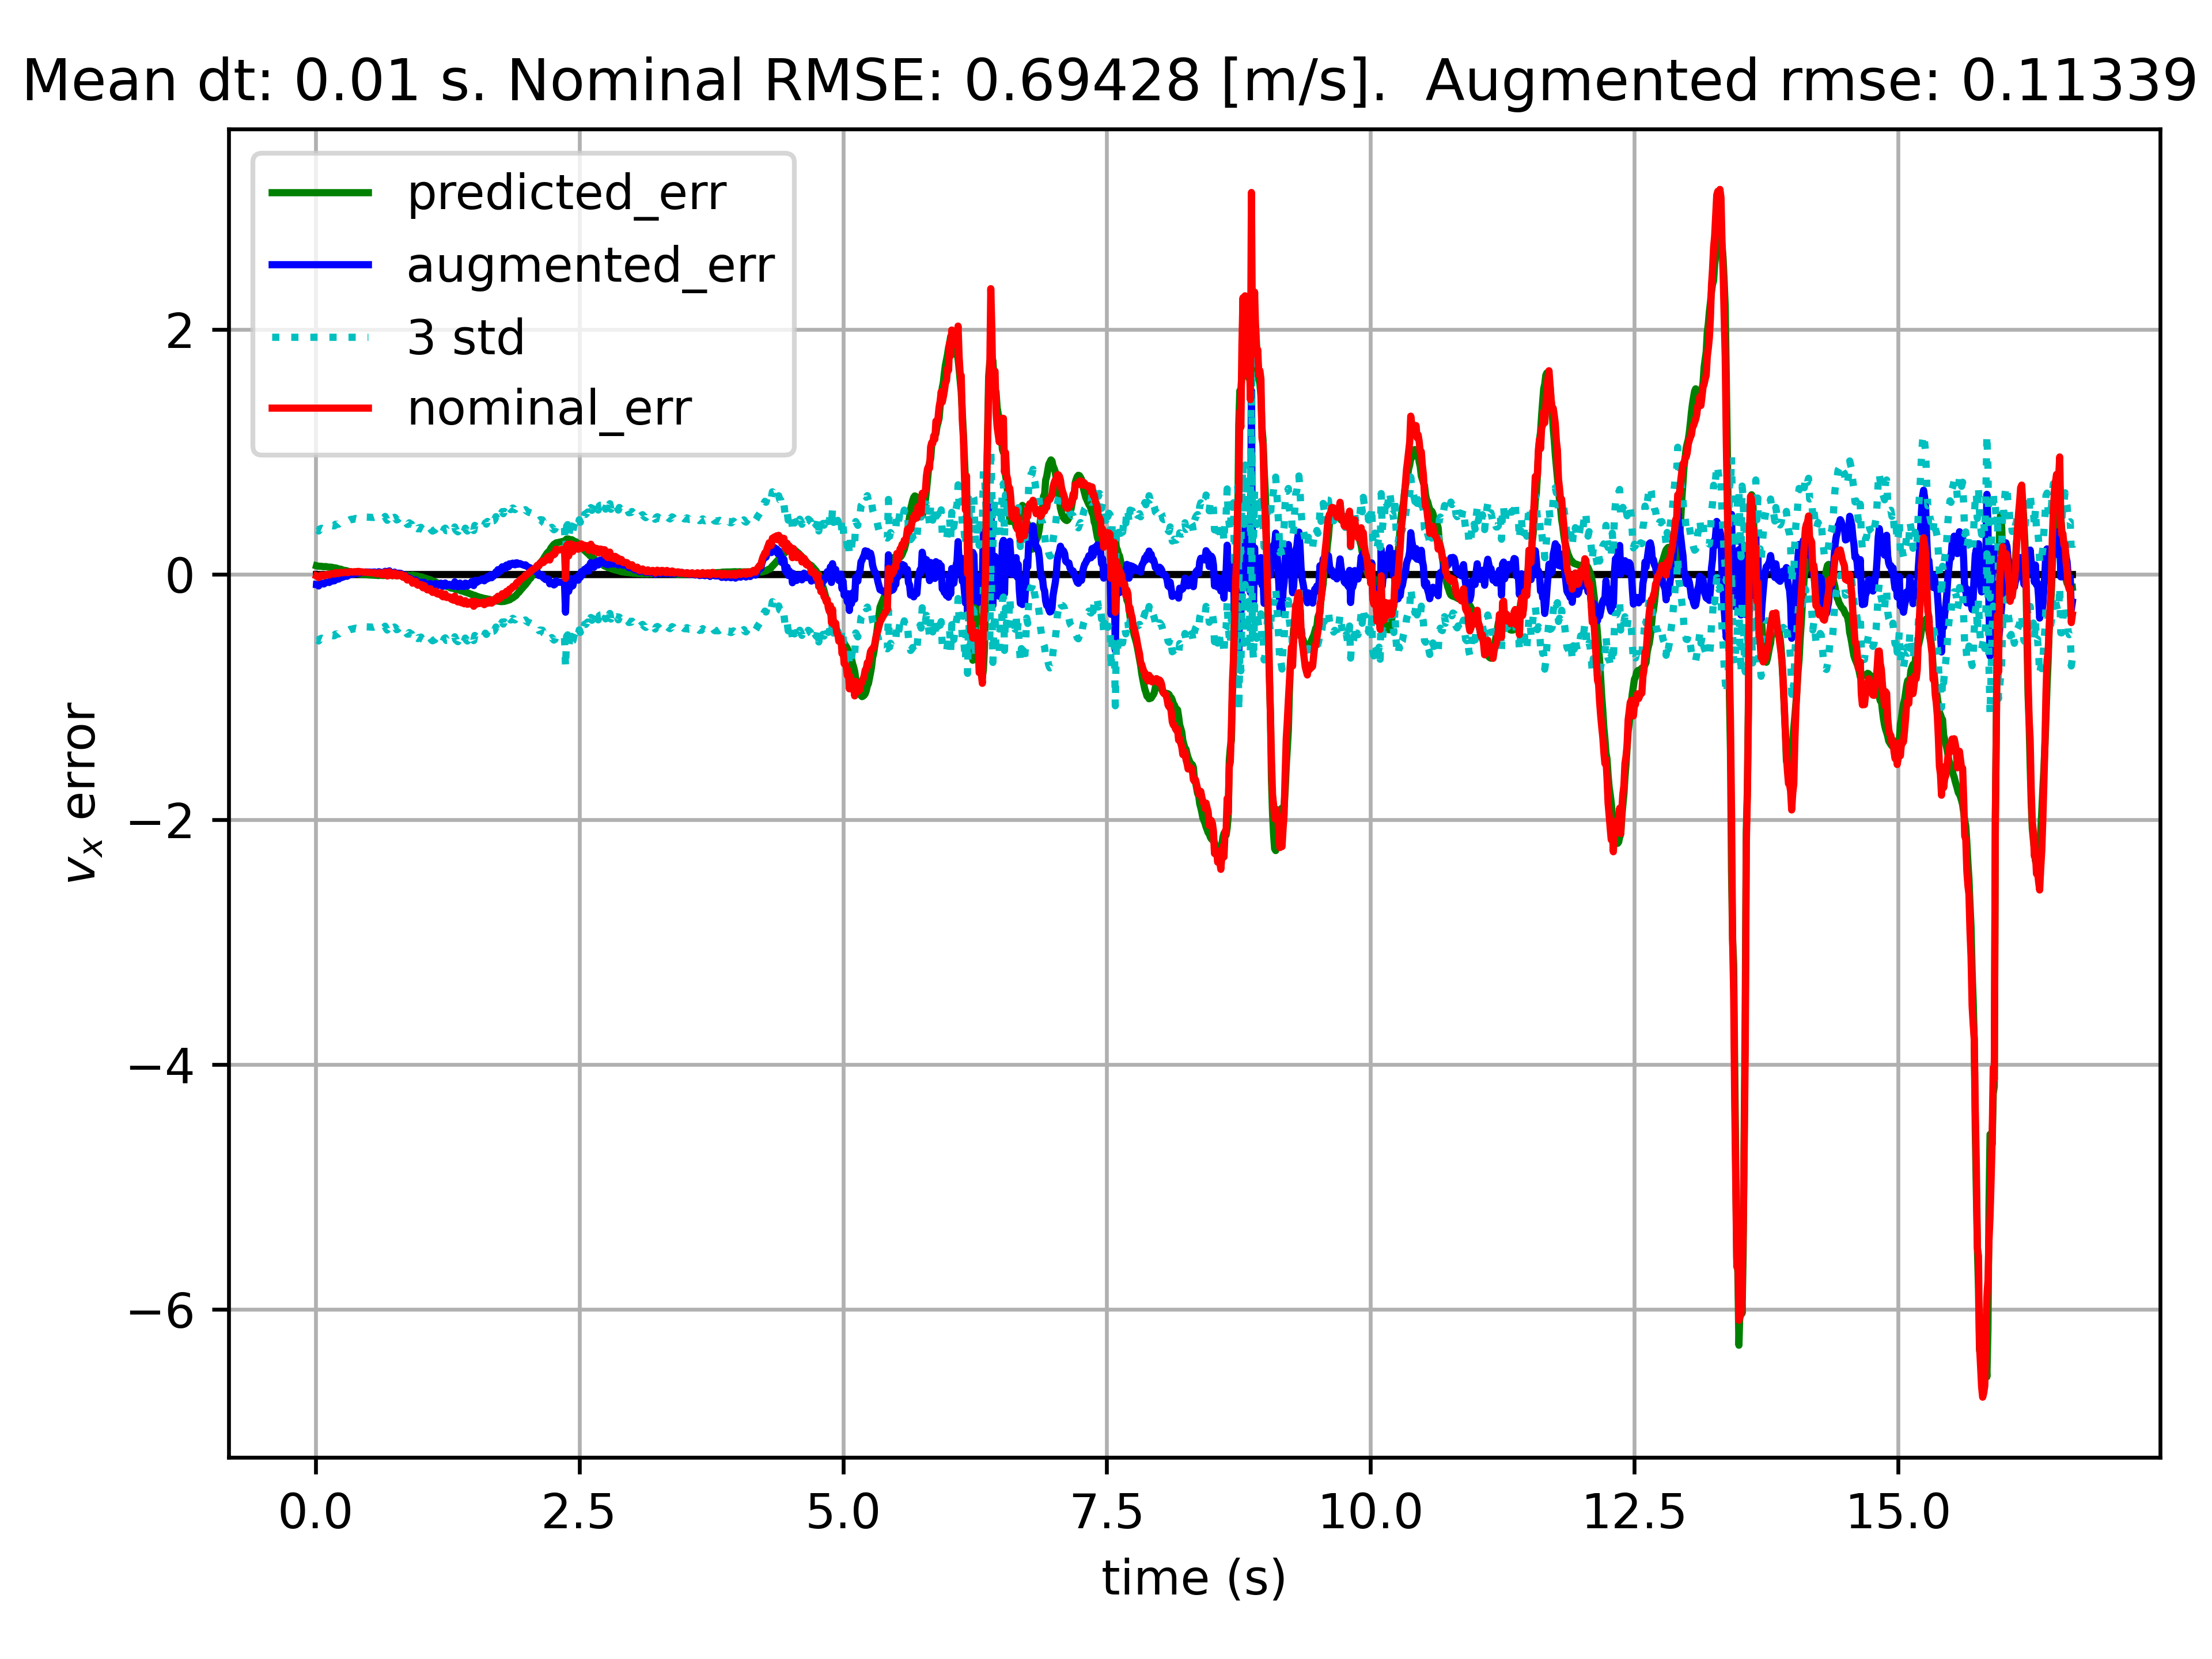 Mean dt: 0.01 s. Nominal RMSE: 0.69428 [m/s].  Augmented rmse: 0.11339
predicted_err
augmented_err
3 std
nominal_err
2
0
−2
−4
−6
v_x error
0.0 2.5 5.0 7.5 10.0 12.5 15.0
time (s)